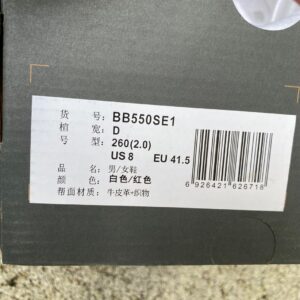 货 号: BB550SE1
楦 宽: D
号 型: 260(2.0)
US 8 EU 41.5
品 名: 男/女鞋
颜 色: 白色/红色
帮面材质: 牛皮革+织物
6 926421 626718